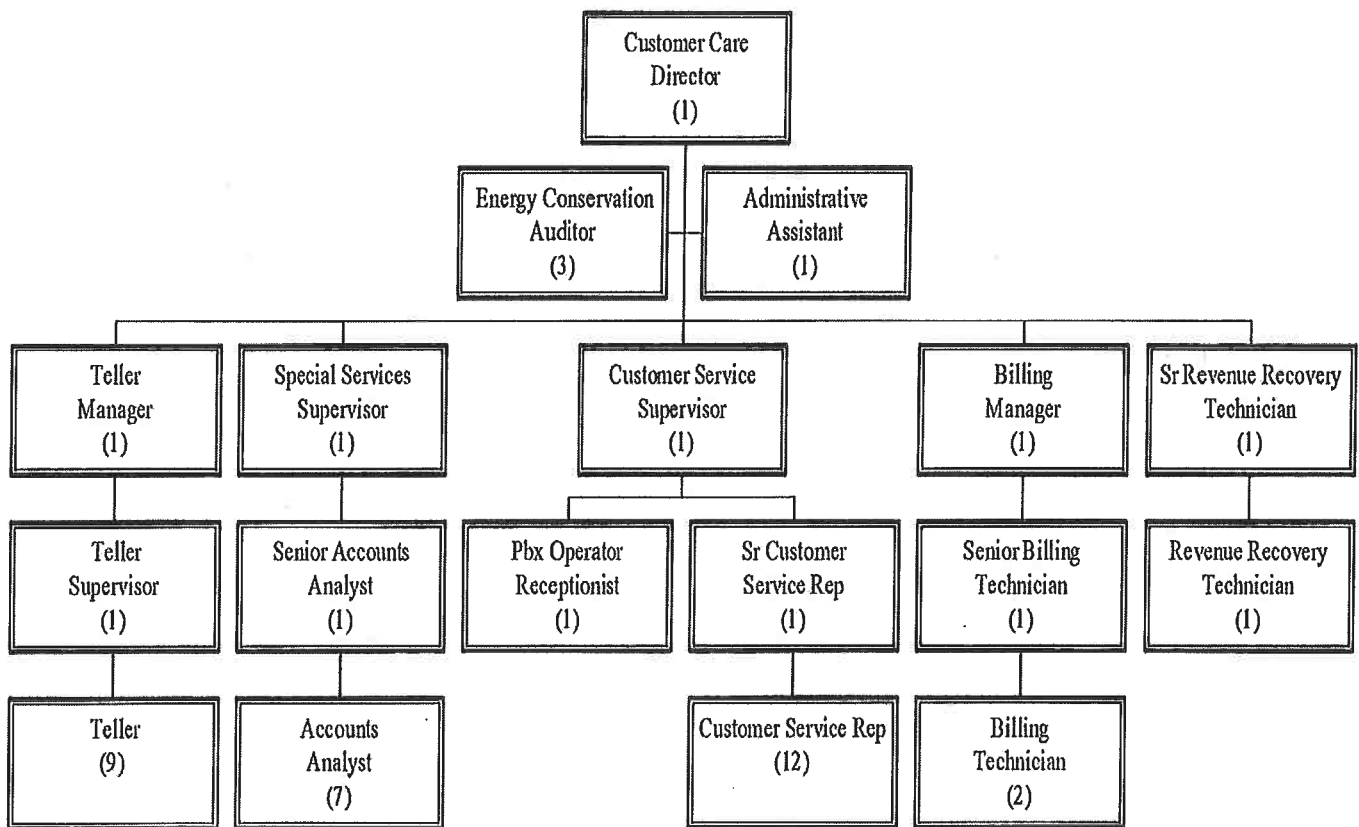 Customer Care
Director
(1)
Energy Conservation
Auditor
(3)
Administrative
Assistant
(1)
Teller
Manager
(1)
Special Services
Supervisor
(1)
Customer Service
Supervisor
(1)
Billing
Manager
(1)
Sr Revenue Recovery
Technician
(1)
Teller
Supervisor
(1)
Senior Accounts
Analyst
(1)
Pbx Operator
Receptionist
(1)
Sr Customer
Service Rep
(1)
Senior Billing
Technician
(1)
Revenue Recovery
Technician
(1)
Teller
(9)
Accounts
Analyst
(7)
Customer Service Rep
(12)
Billing
Technician
(2)